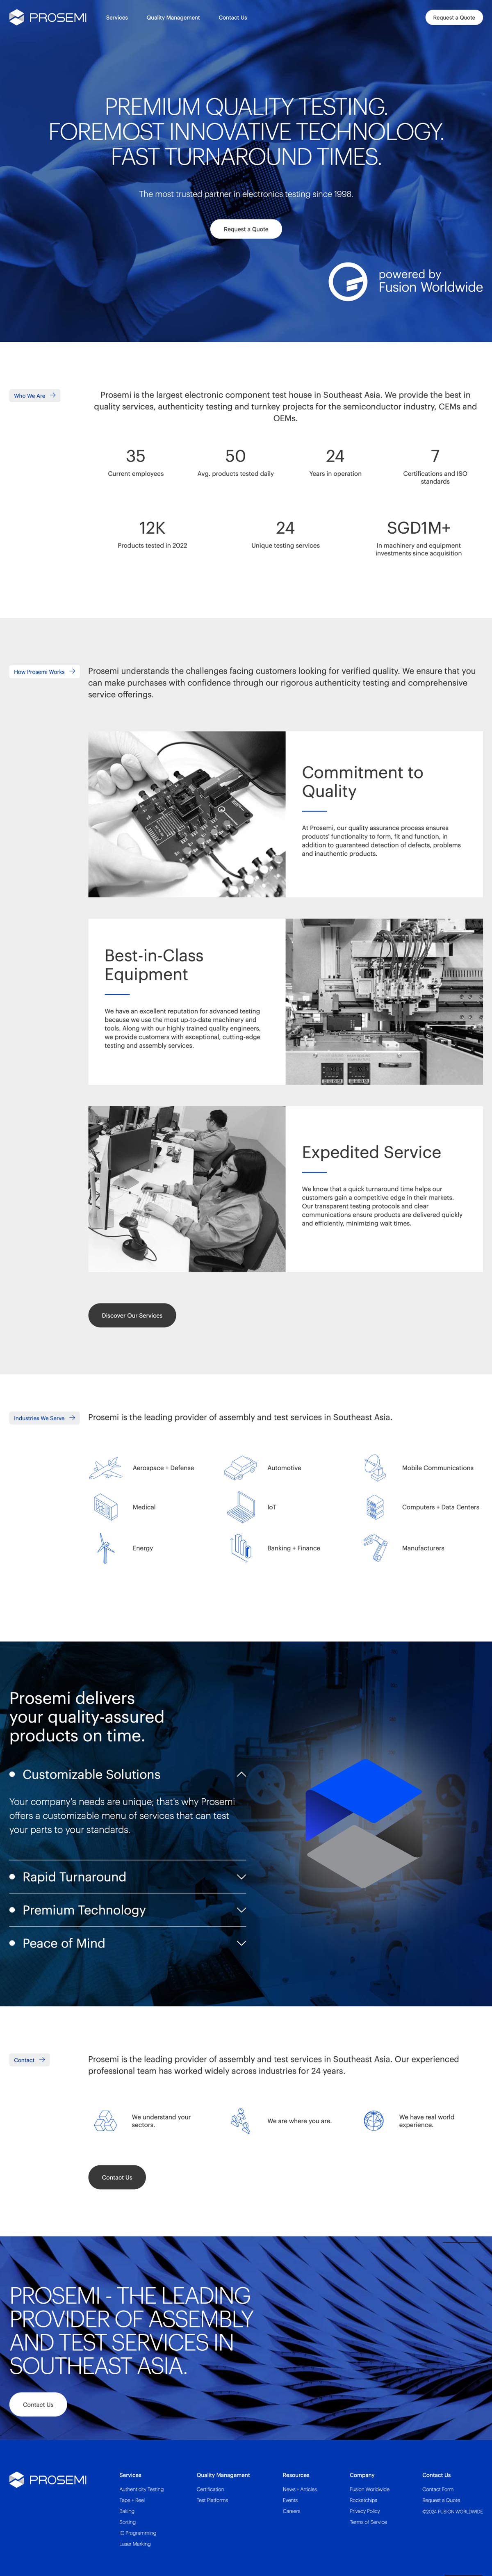 PROSEMI
Services
Quality Management
Contact Us
Request a Quote
PREMIUM QUALITY TESTING.
FOREMOST INNOVATIVE TECHNOLOGY.
FAST TURNAROUND TIMES.
The most trusted partner in electronics testing since 1998.
Request a Quote
powered by
Fusion Worldwide
Who We Are
Prosemi is the largest electronic component test house in Southeast Asia. We provide the best in
quality services, authenticity testing and turnkey projects for the semiconductor industry, CEMs and
OEMs.
35
Current employees
50
Avg. products tested daily
24
Years in operation
7
Certifications and ISO
standards
12K
Products tested in 2022
24
Unique testing services
SGD1M+
in machinery and equipment
investments since acquisition
How Prosemi Works
Prosemi understands the challenges facing customers looking for verified quality. We ensure that you
can make purchases with confidence through our rigorous authenticity testing and comprehensive
service offerings.
Commitment to
Quality
At Prosemi, our quality assurance process ensures
products' functionality to form, fit and function, in
addition to guaranteed detection of defects, problems
and inauthentic products.
Best-in-Class
Equipment
We have an excellent reputation for advanced testing
because we use the most up-to-date machinery and
tools. Along with our highly trained quality engineers,
we provide customers with exceptional, cutting-edge
testing and assembly services.
Expedited Service
We know that a quick turnaround time helps our
customers gain a competitive edge in their markets.
Our transparent testing protocols and clear
communications ensure products are delivered quickly
and efficiently, minimizing wait times.
Discover Our Services
Industries We Serve
Prosemi is the leading provider of assembly and test services in Southeast Asia.
Aerospace + Defense
Automotive
Mobile Communications
Medical
IoT
Computers + Data Centers
Energy
Banking + Finance
Manufacturers
Prosemi delivers
your quality-assured
products on time.
Customizable Solutions
Your company's needs are unique; that's why Prosemi
offers a customizable menu of services that can test
your parts to your standards.
Rapid Turnaround
Premium Technology
Peace of Mind
Contact
Prosemi is the leading provider of assembly and test services in Southeast Asia. Our experienced
professional team has worked widely across industries for 24 years.
We understand your
sectors.
We are where you are.
We have real world
experience.
Contact Us
PROSEMI - THE LEADING
PROVIDER OF ASSEMBLY
AND TEST SERVICES IN
SOUTHEAST ASIA.
Contact Us
PROSEMI
Services
Authenticity Testing
Tape + Reel
Baking
Sorting
IC Programming
Laser Marking
Quality Management
Certification
Test Platforms
Resources
News + Articles
Events
Careers
Company
Fusion Worldwide
Rocketchips
Privacy Policy
Terms of Service
Contact Us
Contact Form
Request a Quote
©2024 FUSION WORLDWIDE